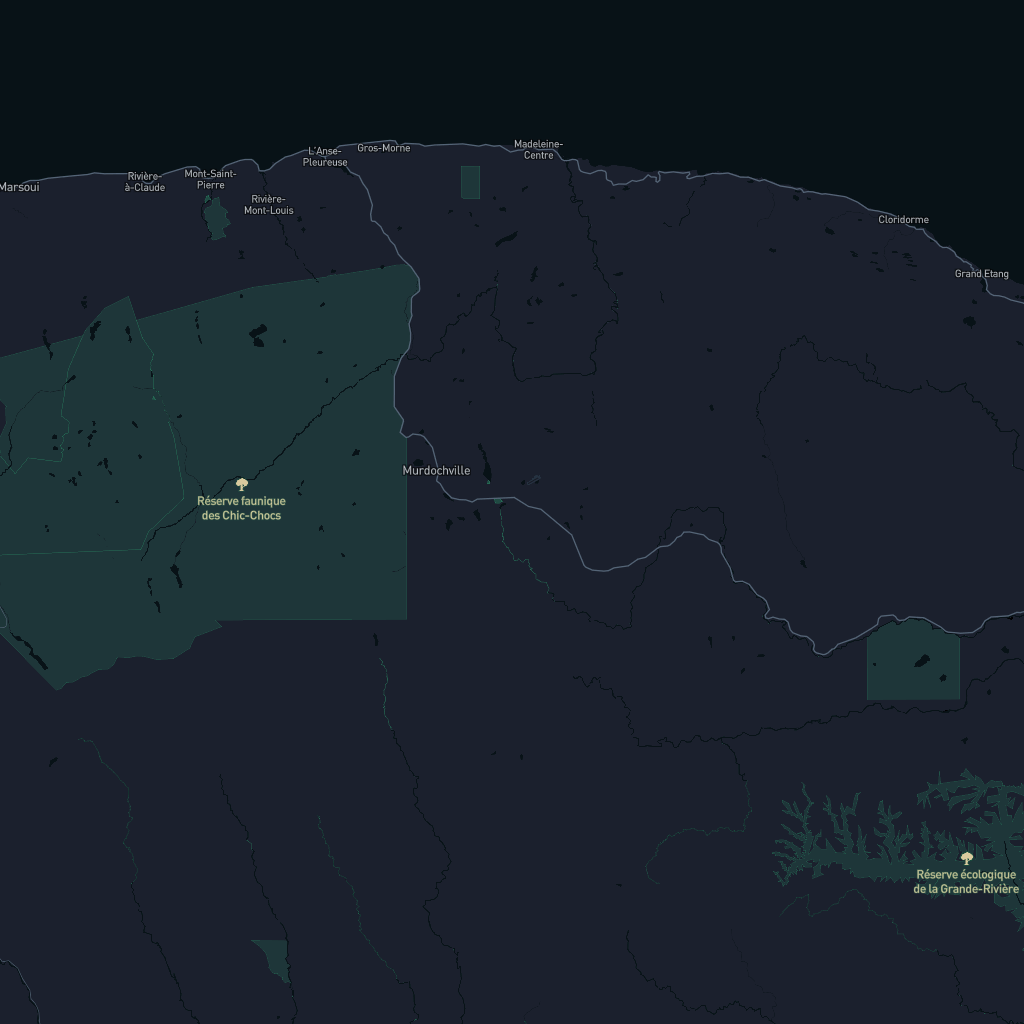 L'Anse-
Pleureuse
Gros-Morne
Madeleine-
Centre
Marsoui
Rivière-
à-Claude
Mont-Saint-
Pierre
Rivière-
Mont-Louis
Cloridorme
Grand Etang
Murdochville
Réserve faunique
des Chic-Chocs
Réserve écologique
de la Grande-Rivière